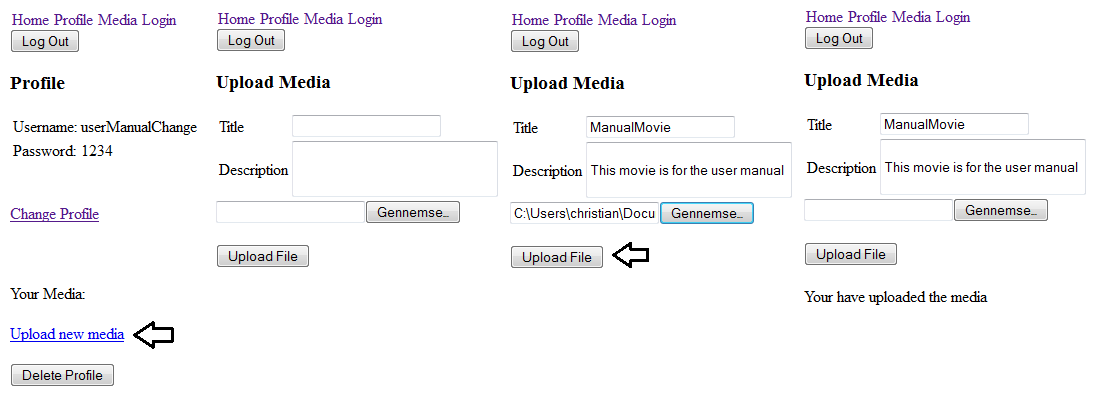 Home Profile Media Login
Log Out
Profile
Username: userManualChange
Password: 1234
Change Profile
Your Media:
Upload new media
Delete Profile
Home Profile Media Login
Log Out
Upload Media
Title
Description
Gennemse...
Upload File
Home Profile Media Login
Log Out
Upload Media
Title ManualMovie
Description This movie is for the user manual
C:\Users\christian\Docu Gennemse...
Upload File
Home Profile Media Login
Log Out
Upload Media
Title ManualMovie
Description This movie is for the user manual
Gennemse...
Upload File
Your have uploaded the media